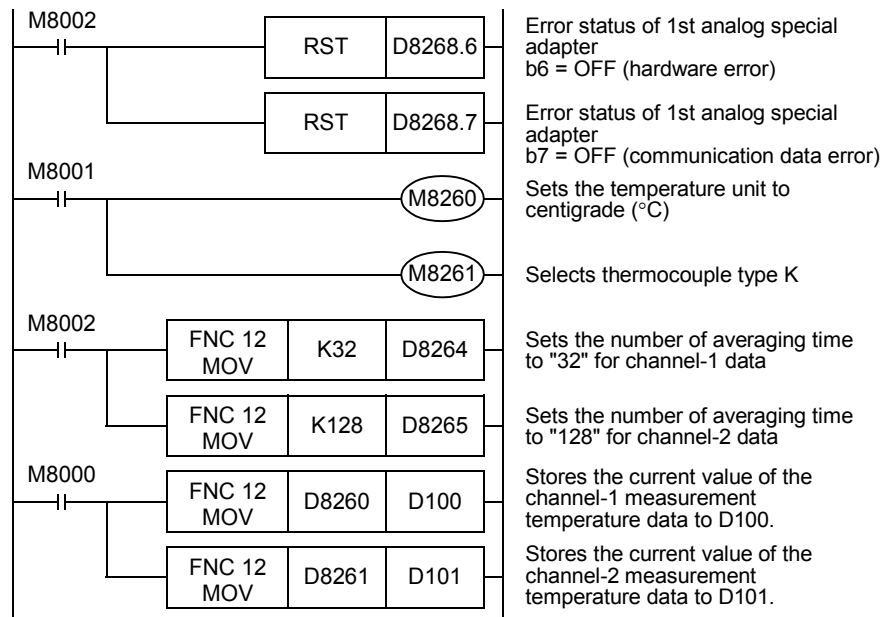 M8002
RST D8268.6
Error status of 1st analog special
adapter
b6 = OFF (hardware error)
RST D8268.7
Error status of 1st analog special
adapter
b7 = OFF (communication data error)
M8001
M8260
Sets the temperature unit to
centigrade (°C)
M8261
Selects thermocouple type K
M8002
FNC 12
MOV
K32 D8264
Sets the number of averaging time
to "32" for channel-1 data
FNC 12
MOV
K128 D8265
Sets the number of averaging time
to "128" for channel-2 data
M8000
FNC 12
MOV
D8260 D100
Stores the current value of the
channel-1 measurement
temperature data to D100.
FNC 12
MOV
D8261 D101
Stores the current value of the
channel-2 measurement
temperature data to D101.